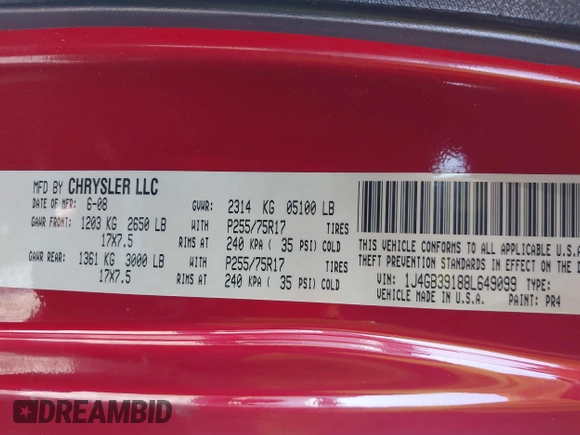 MFD BY CHRYSLER LLC
DATE OF MFR: 6-08 GVWR: 2314 KG 05100 LB
GAWR FRONT: 1203 KG 2650 LB WITH P255/75R17 TIRES
17X7.5 RIMS AT 240 KPA ( 35 PSI) COLD
GAWR REAR: 1361 KG 3000 LB WITH P255/75R17 TIRES
17X7.5 RIMS AT 240 KPA ( 35 PSI) COLD
THIS VEHICLE CONFORMS TO ALL U.S.A.
THEFT PREVENTION STANDARDS IN EFFECT ON THE D
VIN: 1J4GB39188L649099 TYPE:
VEHICLE MADE IN U.S.A. PAINT: PR4
DREAMBID